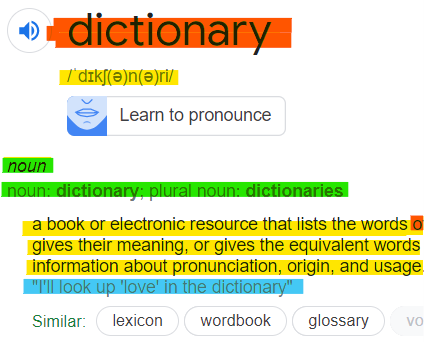 dictionary
/ˈdɪkʃ(ə)n(ə)ri/
Learn to pronounce
noun
noun: dictionary; plural noun: dictionaries
a book or electronic resource that lists the words o
gives their meaning, or gives the equivalent words
information about pronunciation, origin, and usage.
"I'll look up 'love' in the dictionary"
Similar: lexicon wordbook glossary vo